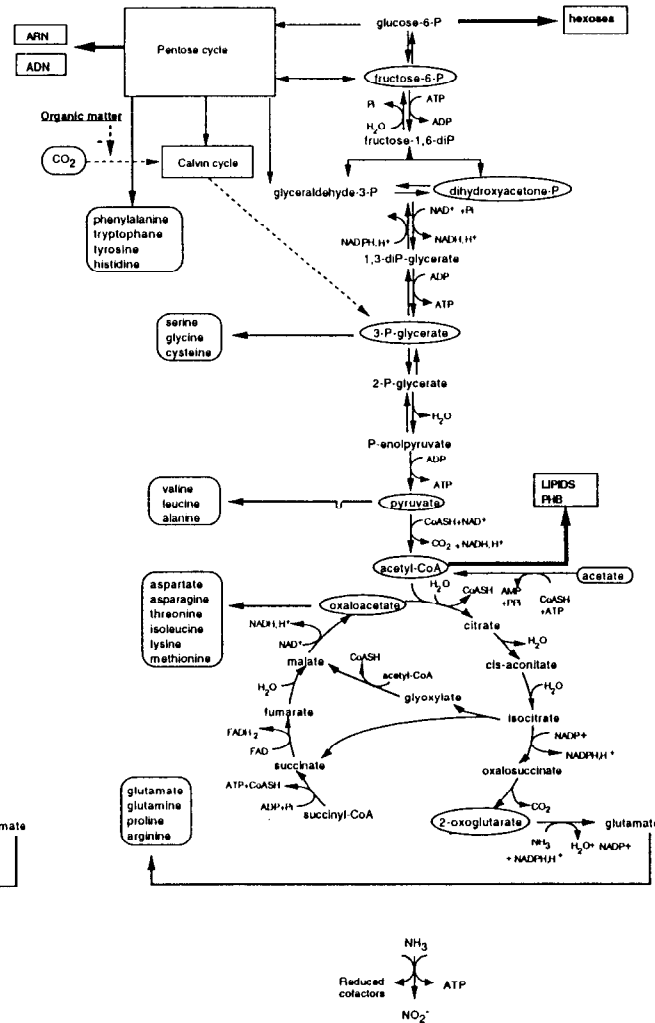 glucose-6-P
hexoses
ARN
Pentose cycle
ADN
fructose-6-P
Pi
ATP
Organic matter
H2O
ADP
fructose-1,6-diP
CO2
Calvin cycle
glyceraldehyde-3-P
dihydroxyacetone-P
phenylalanine
tryptophane
tyrosine
histidine
NAD+ +Pi
NADPH,H+
NADH,H+
1,3-diP-glycerate
ADP
ATP
serine
glycine
cysteine
3-P-glycerate
2-P-glycerate
H2O
P-enolpyruvate
ADP
ATP
valine
leucine
alanine
pyruvate
LIPIDS
PHB
CoASH+NAD+
CO2 + NADH,H+
acetyl-CoA
acetate
H2O
CoASH
AMP
+PPi
CoASH
+ATP
aspartate
asparagine
threonine
isoleucine
lysine
methionine
oxaloacetate
citrate
NADH,H+
NAD+
H2O
malate
CoASH
acetyl-CoA
cis-aconitate
H2O
glyoxylate
H2O
fumarate
isocitrate
FADH2
FAD
NADP+
NADPH,H+
succinate
oxalosuccinate
ATP+CoASH
ADP+Pi
succinyl-CoA
CO2
glutamate
glutamine
proline
arginine
mate
2-oxoglutarate
glutamate
NH3
+ NADPH,H+
H2O+ NADP+
NH3
Reduced
cofactors
ATP
NO2-